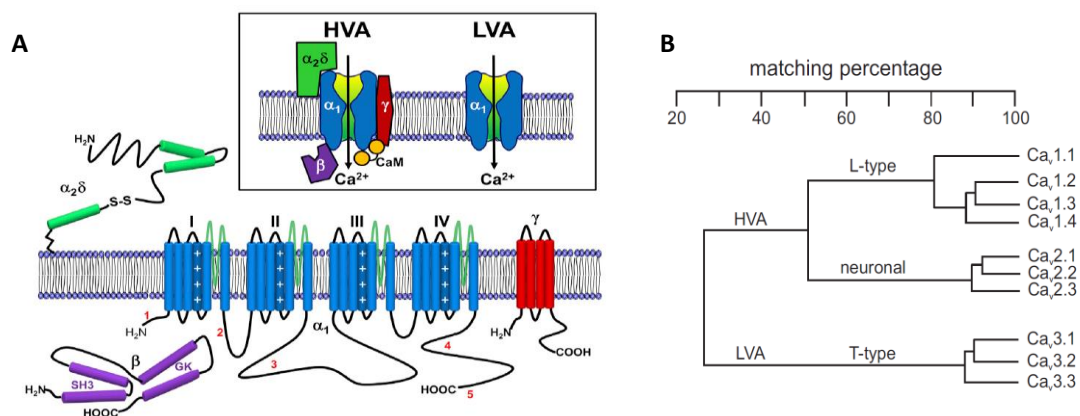 A
HVA
LVA
α₂δ
α₁
γ
β
CaM
Ca²⁺
α₁
Ca²⁺
H₂N
α₂δ
S-S
I
II
III
IV
γ
+ + + +
+ + + +
+ + + +
+ + + +
1
H₂N
2
α₁
3
4
HOOC
5
H₂N
COOH
β
SH3
GK
H₂N
HOOC
B
matching percentage
20 40 60 80 100
L-type
HVA
neuronal
LVA
T-type
Caᵥ1.1
Caᵥ1.2
Caᵥ1.3
Caᵥ1.4
Caᵥ2.1
Caᵥ2.2
Caᵥ2.3
Caᵥ3.1
Caᵥ3.2
Caᵥ3.3